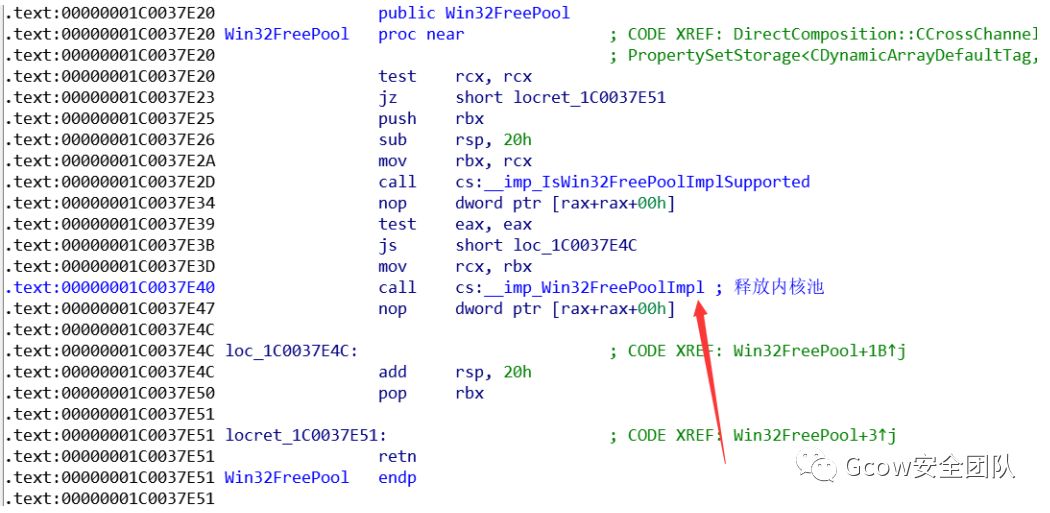 .text:00000001C0037E20 public Win32FreePool
.text:00000001C0037E20 Win32FreePool proc near ; CODE XREF: DirectComposition::CCrossChannel
.text:00000001C0037E20 ; PropertySetStorage<CDynamicArrayDefaultTag,
.text:00000001C0037E20 test rcx, rcx
.text:00000001C0037E23 jz short locret_1C0037E51
.text:00000001C0037E25 push rbx
.text:00000001C0037E26 sub rsp, 20h
.text:00000001C0037E2A mov rbx, rcx
.text:00000001C0037E2D call cs:__imp_IsWin32FreePoolImplSupported
.text:00000001C0037E34 nop dword ptr [rax+rax+00h]
.text:00000001C0037E39 test eax, eax
.text:00000001C0037E3B js short loc_1C0037E4C
.text:00000001C0037E3D mov rcx, rbx
.text:00000001C0037E40 call cs:__imp_Win32FreePoolImpl ; 释放内核池
.text:00000001C0037E47 nop dword ptr [rax+rax+00h]
.text:00000001C0037E4C
.text:00000001C0037E4C loc_1C0037E4C: ; CODE XREF: Win32FreePool+1B↑j
.text:00000001C0037E4C add rsp, 20h
.text:00000001C0037E50 pop rbx
.text:00000001C0037E51
.text:00000001C0037E51 locret_1C0037E51: ; CODE XREF: Win32FreePool+3↑j
.text:00000001C0037E51 retn
.text:00000001C0037E51 Win32FreePool endp
.text:00000001C0037E51
Gcow安全团队